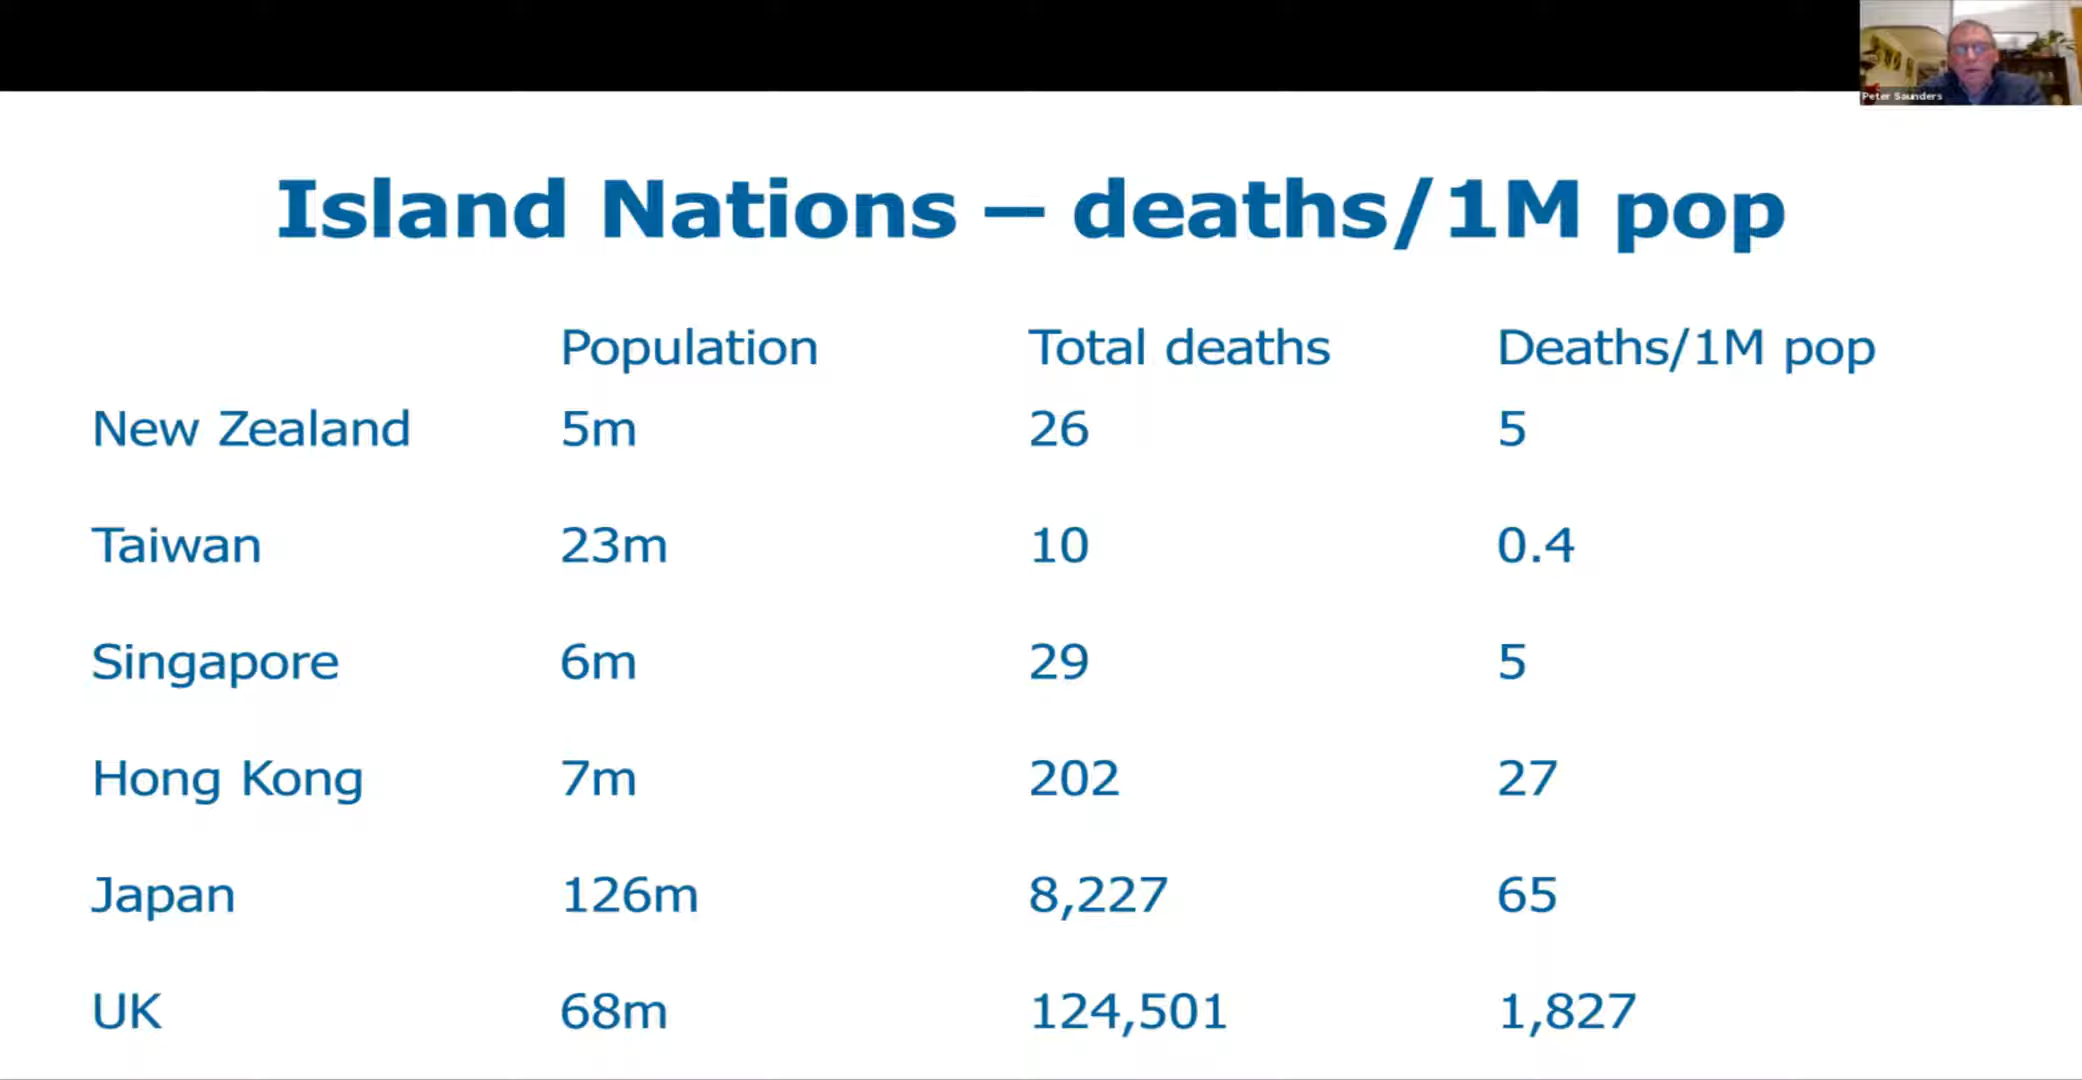 Peter Saunders
Island Nations – deaths/1M pop
Population Total deaths Deaths/1M pop
New Zealand 5m 26 5
Taiwan 23m 10 0.4
Singapore 6m 29 5
Hong Kong 7m 202 27
Japan 126m 8,227 65
UK 68m 124,501 1,827